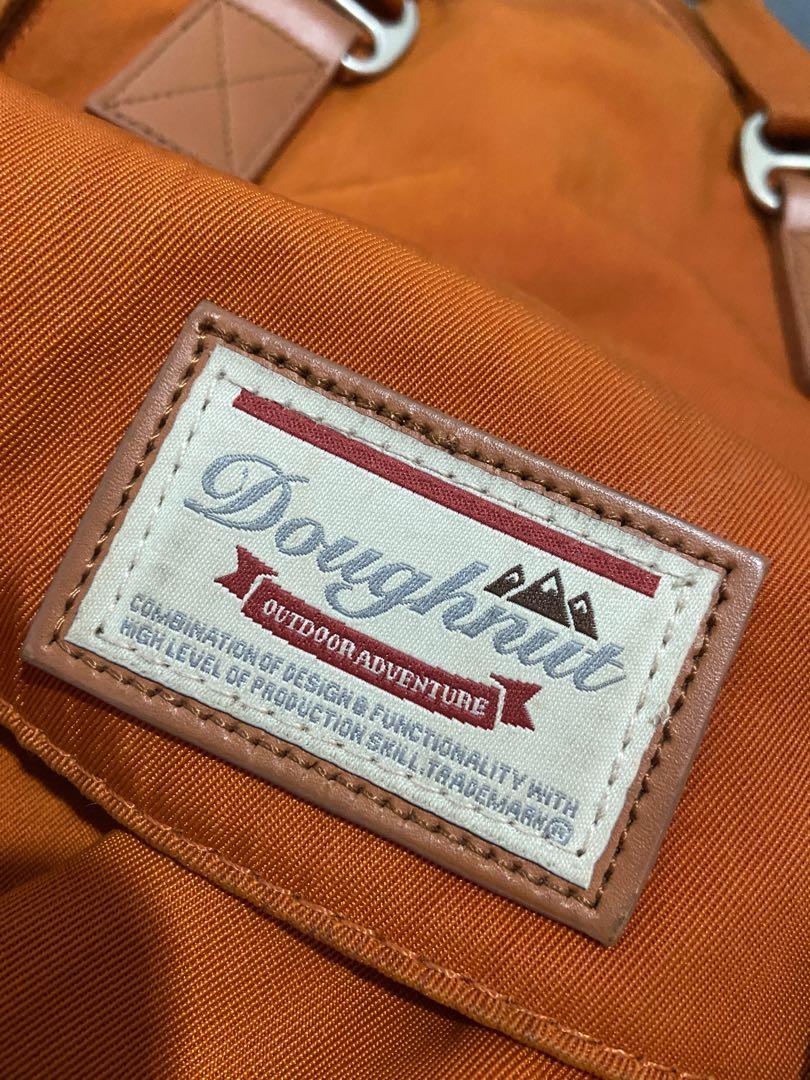 Doughnut
OUTDOOR ADVENTURE
COMBINATION OF DESIGN & FUNCTIONALITY WITH
HIGH LEVEL OF PRODUCTION SKILL.TRADEMARK®